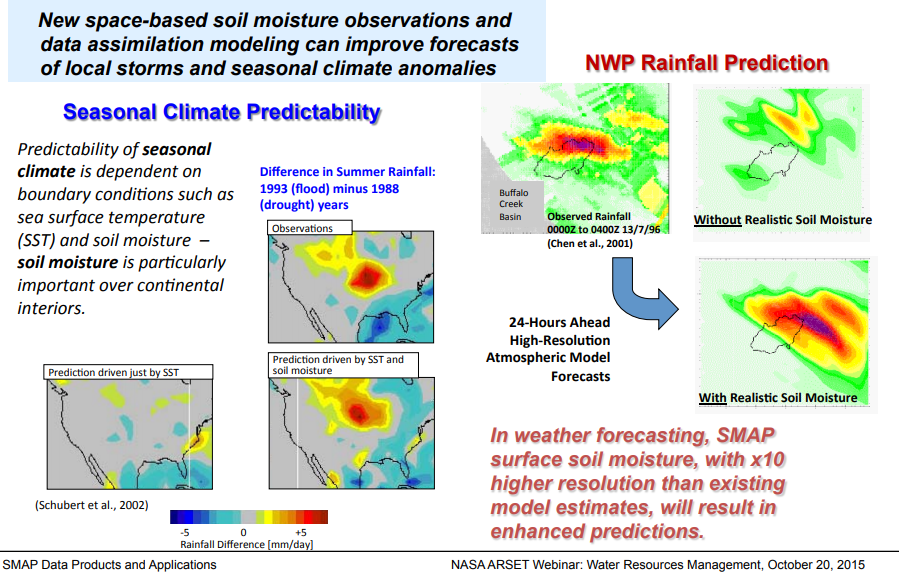 New space-based soil moisture observations and
data assimilation modeling can improve forecasts
of local storms and seasonal climate anomalies
Seasonal Climate Predictability
Predictability of seasonal
climate is dependent on
boundary conditions such as
sea surface temperature
(SST) and soil moisture –
soil moisture is particularly
important over continental
interiors.
Difference in Summer Rainfall:
1993 (flood) minus 1988
(drought) years
Observations
Prediction driven just by SST
Prediction driven by SST and
soil moisture
(Schubert et al., 2002)
-5 0 +5
Rainfall Difference [mm/day]
NWP Rainfall Prediction
Buffalo
Creek
Basin
Observed Rainfall
0000Z to 0400Z 13/7/96
(Chen et al., 2001)
Without Realistic Soil Moisture
24-Hours Ahead
High-Resolution
Atmospheric Model
Forecasts
With Realistic Soil Moisture
In weather forecasting, SMAP
surface soil moisture, with x10
higher resolution than existing
model estimates, will result in
enhanced predictions.
SMAP Data Products and Applications
NASA ARSET Webinar: Water Resources Management, October 20, 2015